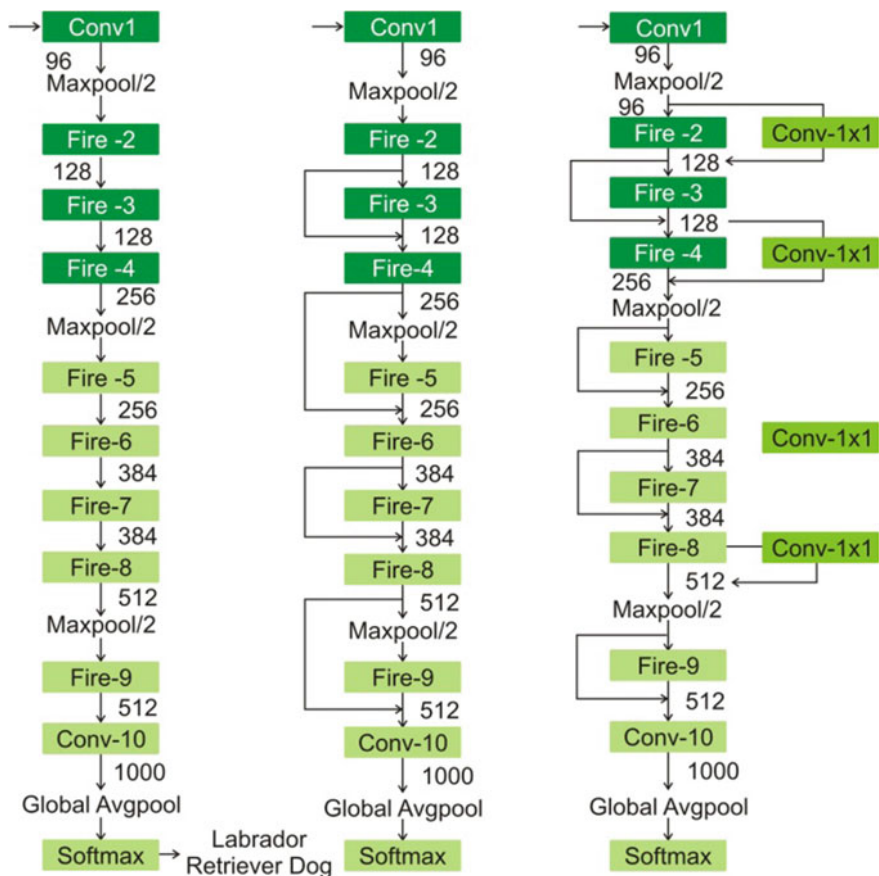 Conv1
96
Maxpool/2
Fire -2
128
Fire -3
128
Fire -4
256
Maxpool/2
Fire -5
256
Fire-6
384
Fire-7
384
Fire-8
512
Maxpool/2
Fire-9
512
Conv-10
1000
Global Avgpool
Softmax
Labrador
Retriever Dog
Conv1
96
Maxpool/2
Fire -2
128
Fire -3
128
Fire-4
256
Maxpool/2
Fire -5
256
Fire-6
384
Fire-7
384
Fire-8
512
Maxpool/2
Fire-9
512
Conv-10
1000
Global Avgpool
Softmax
Conv1
96
Maxpool/2
96
Fire -2
Conv-1x1
128
Fire -3
128
Fire -4
Conv-1x1
256
Maxpool/2
Fire -5
256
Fire-6
Conv-1x1
384
Fire-7
384
Fire-8
Conv-1x1
512
Maxpool/2
Fire-9
512
Conv-10
1000
Global Avgpool
Softmax